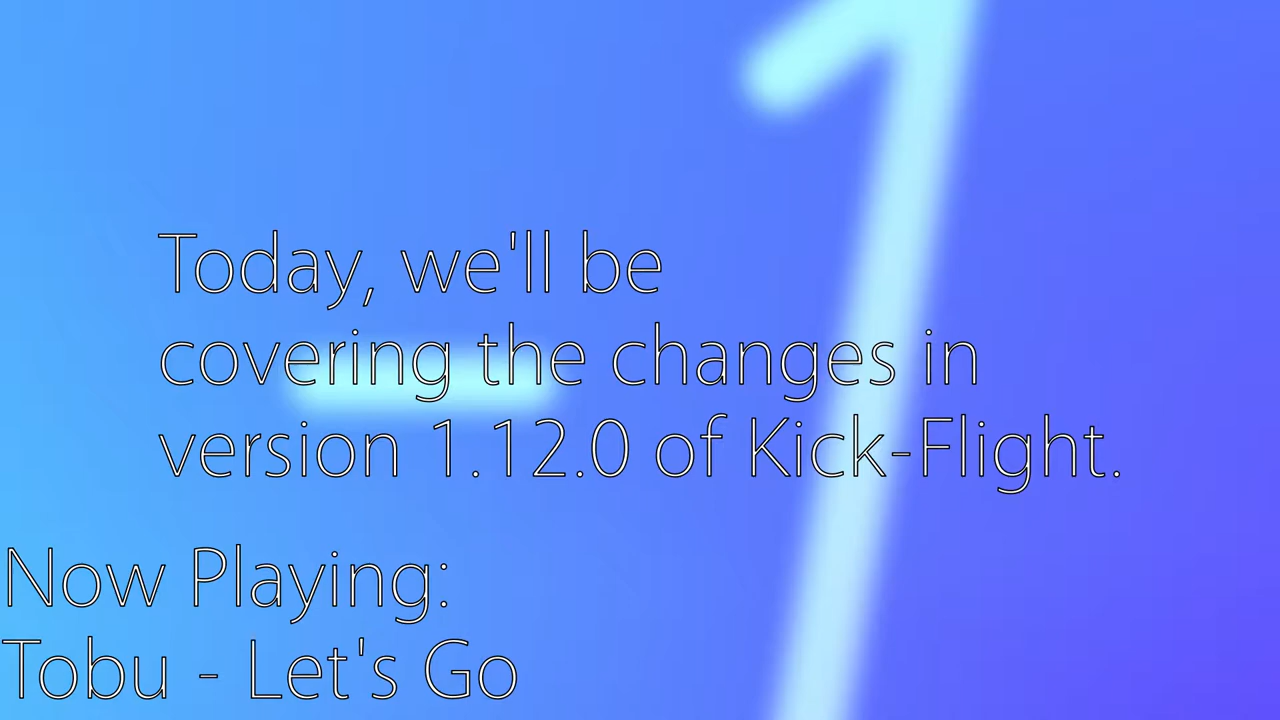 Today, we'll be
covering the changes in
version 1.12.0 of Kick-Flight.
Now Playing:
Tobu - Let's Go